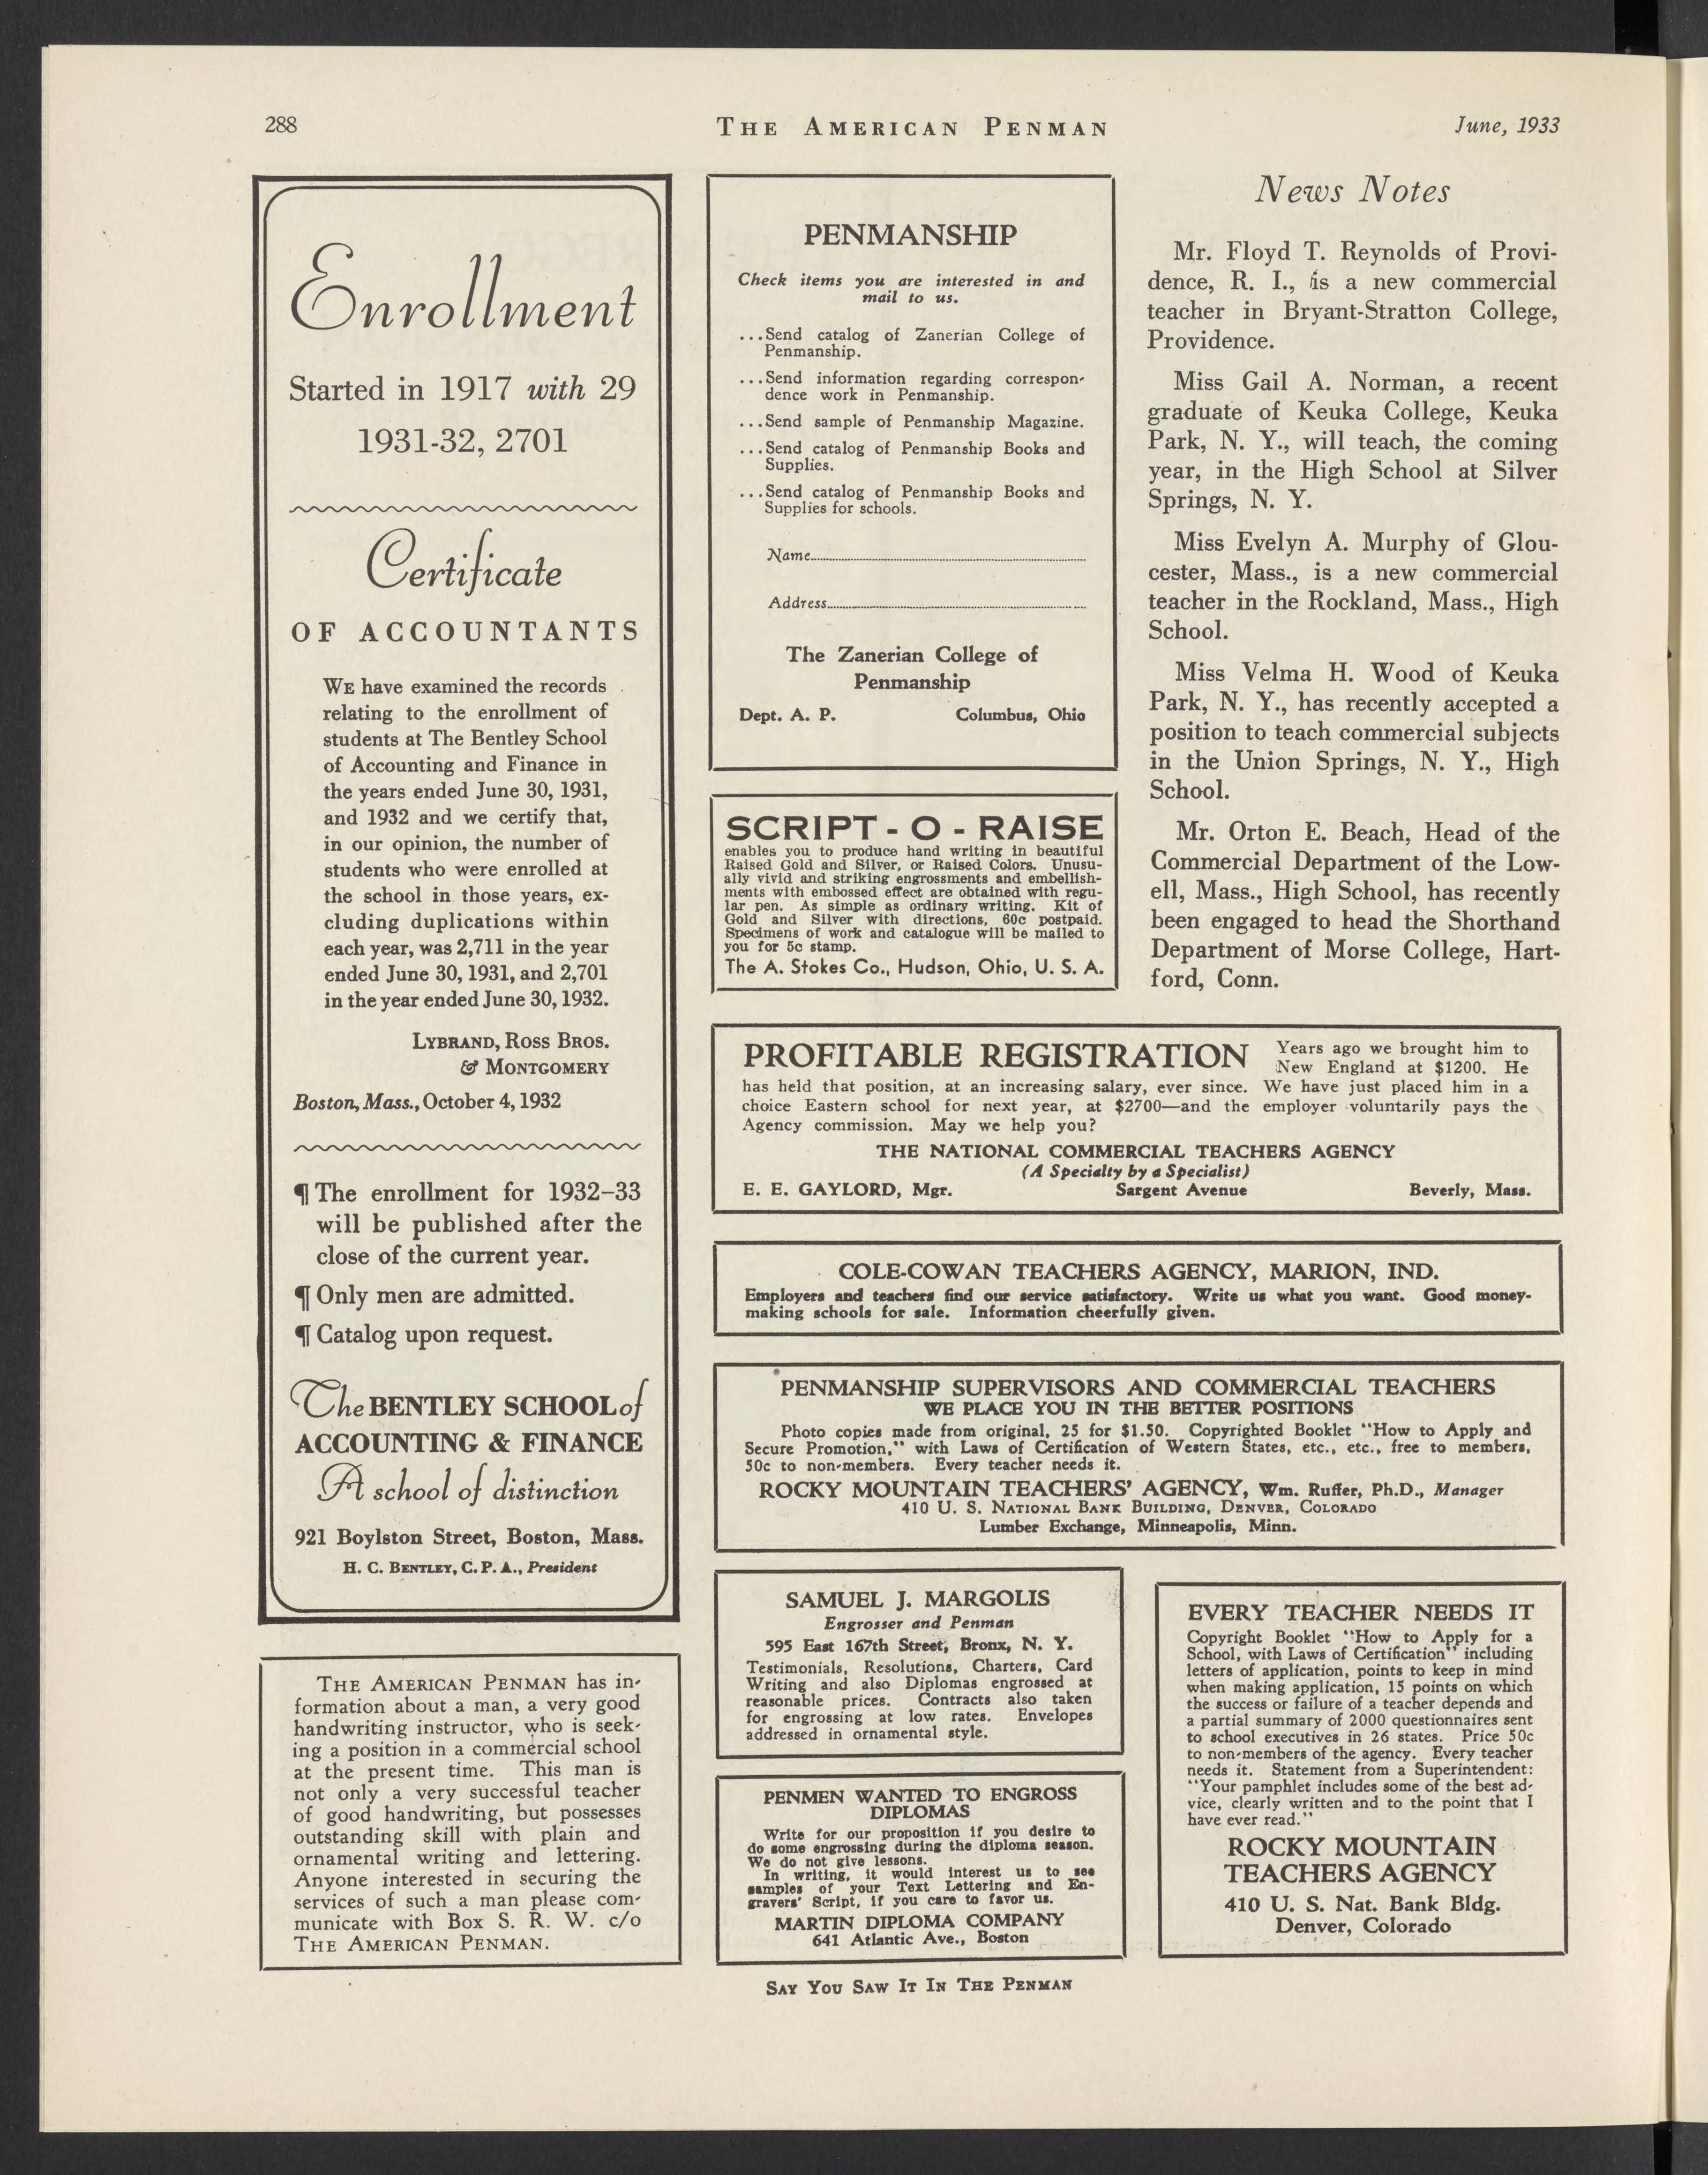 288
THE AMERICAN PENMAN
June, 1933
Enrollment
Started in 1917 with 29
1931-32, 2701
Certificate
OF ACCOUNTANTS
WE have examined the records
relating to the enrollment of
students at The Bentley School
of Accounting and Finance in
the years ended June 30, 1931,
and 1932 and we certify that,
in our opinion, the number of
students who were enrolled at
the school in those years, ex-
cluding duplications within
each year, was 2,711 in the year
ended June 30, 1931, and 2,701
in the year ended June 30, 1932.
LYBRAND, ROSS BROS.
& MONTGOMERY
Boston, Mass., October 4, 1932
¶ The enrollment for 1932–33
will be published after the
close of the current year.
¶ Only men are admitted.
¶ Catalog upon request.
The BENTLEY SCHOOL of
ACCOUNTING & FINANCE
A school of distinction
921 Boylston Street, Boston, Mass.
H. C. BENTLEY, C. P. A., President
THE AMERICAN PENMAN has in-
formation about a man, a very good
handwriting instructor, who is seek-
ing a position in a commercial school
at the present time. This man is
not only a very successful teacher
of good handwriting, but possesses
outstanding skill with plain and
ornamental writing and lettering.
Anyone interested in securing the
services of such a man please com-
municate with Box S. R. W. c/o
THE AMERICAN PENMAN.
PENMANSHIP
Check items you are interested in and
mail to us.
...Send catalog of Zanerian College of
Penmanship.
...Send information regarding correspon-
dence work in Penmanship.
...Send sample of Penmanship Magazine.
...Send catalog of Penmanship Books and
Supplies.
...Send catalog of Penmanship Books and
Supplies for schools.
Name
Address
The Zanerian College of
Penmanship
Dept. A. P. Columbus, Ohio
SCRIPT - O - RAISE
enables you to produce hand writing in beautiful
Raised Gold and Silver, or Raised Colors. Unusu-
ally vivid and striking engrossments and embellish-
ments with embossed effect are obtained with regu-
lar pen. As simple as ordinary writing. Kit of
Gold and Silver with directions, 60c postpaid.
Specimens of work and catalogue will be mailed to
you for 5c stamp.
The A. Stokes Co., Hudson, Ohio, U. S. A.
News Notes
Mr. Floyd T. Reynolds of Provi-
dence, R. I., is a new commercial
teacher in Bryant-Stratton College,
Providence.
Miss Gail A. Norman, a recent
graduate of Keuka College, Keuka
Park, N. Y., will teach, the coming
year, in the High School at Silver
Springs, N. Y.
Miss Evelyn A. Murphy of Glou-
cester, Mass., is a new commercial
teacher in the Rockland, Mass., High
School.
Miss Velma H. Wood of Keuka
Park, N. Y., has recently accepted a
position to teach commercial subjects
in the Union Springs, N. Y., High
School.
Mr. Orton E. Beach, Head of the
Commercial Department of the Low-
ell, Mass., High School, has recently
been engaged to head the Shorthand
Department of Morse College, Hart-
ford, Conn.
PROFITABLE REGISTRATION Years ago we brought him to
New England at $1200. He
has held that position, at an increasing salary, ever since. We have just placed him in a
choice Eastern school for next year, at $2700—and the employer voluntarily pays the
Agency commission. May we help you?
THE NATIONAL COMMERCIAL TEACHERS AGENCY
(A Specialty by a Specialist)
E. E. GAYLORD, Mgr. Sargent Avenue Beverly, Mass.
COLE-COWAN TEACHERS AGENCY, MARION, IND.
Employers and teachers find our service satisfactory. Write us what you want. Good money-
making schools for sale. Information cheerfully given.
PENMANSHIP SUPERVISORS AND COMMERCIAL TEACHERS
WE PLACE YOU IN THE BETTER POSITIONS
Photo copies made from original, 25 for $1.50. Copyrighted Booklet "How to Apply and
Secure Promotion," with Laws of Certification of Western States, etc., etc., free to members,
50c to non-members. Every teacher needs it.
ROCKY MOUNTAIN TEACHERS' AGENCY, Wm. Ruffer, Ph.D., Manager
410 U. S. NATIONAL BANK BUILDING, DENVER, COLORADO
Lumber Exchange, Minneapolis, Minn.
SAMUEL J. MARGOLIS
Engrosser and Penman
595 East 167th Street, Bronx, N. Y.
Testimonials, Resolutions, Charters, Card
Writing and also Diplomas engrossed at
reasonable prices. Contracts also taken
for engrossing at low rates. Envelopes
addressed in ornamental style.
PENMEN WANTED TO ENGROSS
DIPLOMAS
Write for our proposition if you desire to
do some engrossing during the diploma season.
We do not give lessons.
In writing, it would interest us to see
samples of your Text Lettering and En-
gravers' Script, if you care to favor us.
MARTIN DIPLOMA COMPANY
641 Atlantic Ave., Boston
EVERY TEACHER NEEDS IT
Copyright Booklet "How to Apply for a
School, with Laws of Certification" including
letters of application, points to keep in mind
when making application, 15 points on which
the success or failure of a teacher depends and
a partial summary of 2000 questionnaires sent
to school executives in 26 states. Price 50c
to non-members of the agency. Every teacher
needs it. Statement from a Superintendent:
"Your pamphlet includes some of the best ad-
vice, clearly written and to the point that I
have ever read."
ROCKY MOUNTAIN
TEACHERS AGENCY
410 U. S. Nat. Bank Bldg.
Denver, Colorado
SAY YOU SAW IT IN THE PENMAN